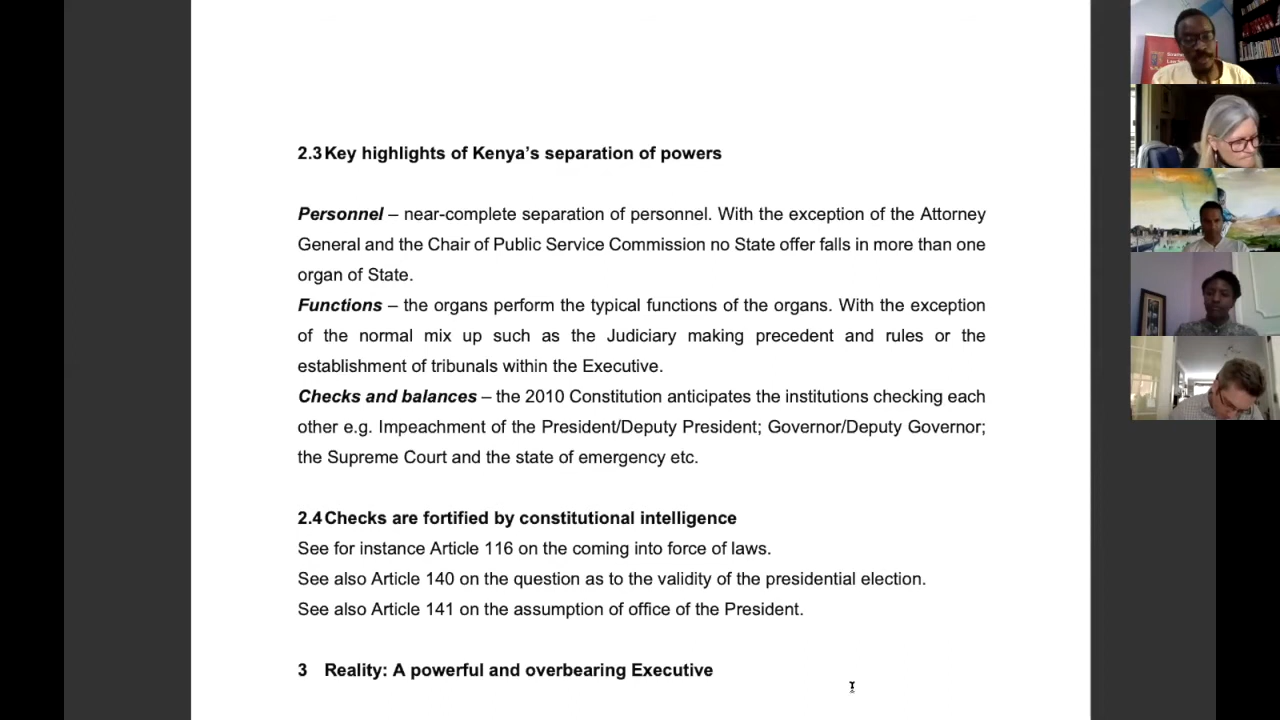 2.3 Key highlights of Kenya's separation of powers
Personnel – near-complete separation of personnel. With the exception of the Attorney
General and the Chair of Public Service Commission no State offer falls in more than one
organ of State.
Functions – the organs perform the typical functions of the organs. With the exception
of the normal mix up such as the Judiciary making precedent and rules or the
establishment of tribunals within the Executive.
Checks and balances – the 2010 Constitution anticipates the institutions checking each
other e.g. Impeachment of the President/Deputy President; Governor/Deputy Governor;
the Supreme Court and the state of emergency etc.
2.4 Checks are fortified by constitutional intelligence
See for instance Article 116 on the coming into force of laws.
See also Article 140 on the question as to the validity of the presidential election.
See also Article 141 on the assumption of office of the President.
3 Reality: A powerful and overbearing Executive